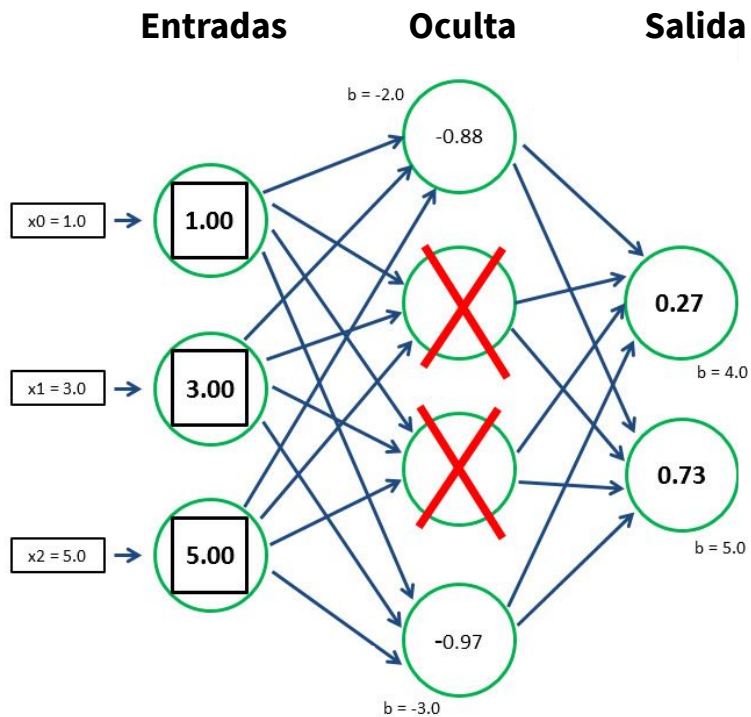 Entradas
Oculta
Salida
b = -2.0
-0.88
x0 = 1.0
1.00
0.27
b = 4.0
x1 = 3.0
3.00
0.73
b = 5.0
x2 = 5.0
5.00
-0.97
b = -3.0